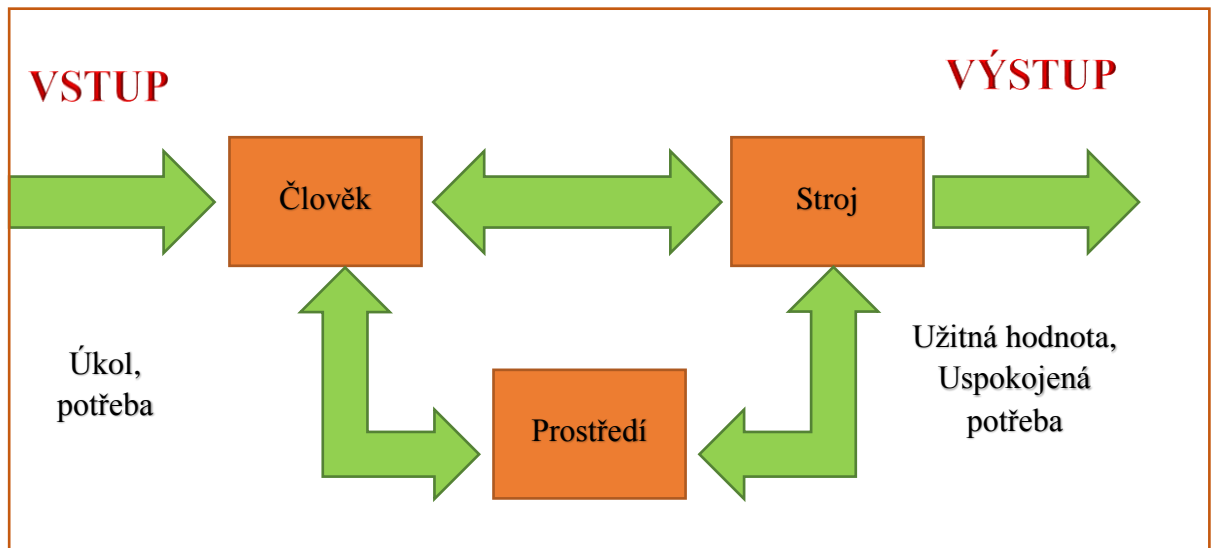 VSTUP
VÝSTUP
Člověk
Stroj
Úkol,
potřeba
Užitná hodnota,
Uspokojená
potřeba
Prostředí